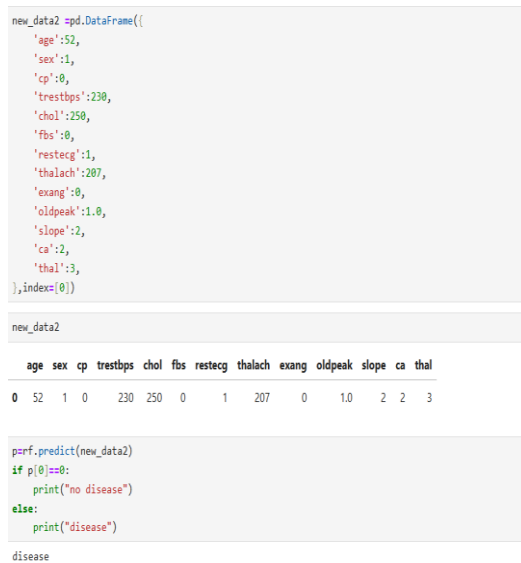 new_data2 =pd.DataFrame({
'age':52,
'sex':1,
'cp':0,
'trestbps':230,
'chol':250,
'fbs':0,
'restecg':1,
'thalach':207,
'exang':0,
'oldpeak':1.0,
'slope':2,
'ca':2,
'thal':3,
},index=[0])
new_data2
age sex cp trestbps chol fbs restecg thalach exang oldpeak slope ca thal
0 52 1 0 230 250 0 1 207 0 1.0 2 2 3
p=rf.predict(new_data2)
if p[0]==0:
print("no disease")
else:
print("disease")
disease